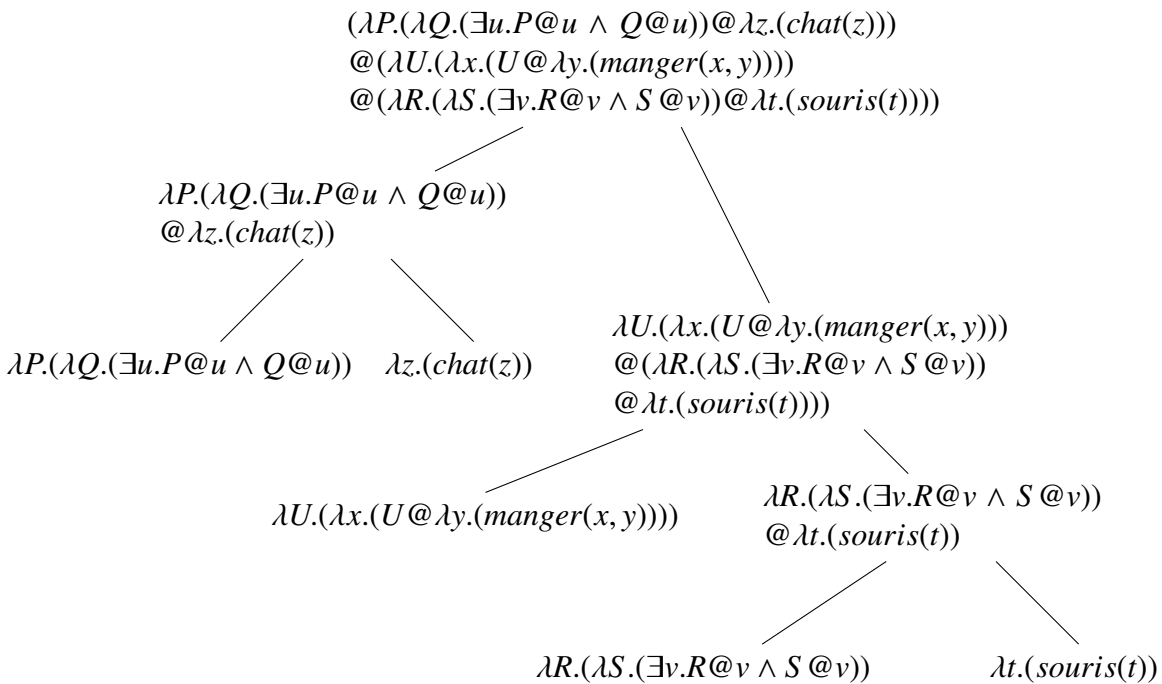 (λP.(λQ.(∃u.P@u ∧ Q@u))@λz.(chat(z)))
@(λU.(λx.(U@λy.(manger(x, y))))
@(λR.(λS.(∃v.R@v ∧ S@v))@λt.(souris(t))))
λP.(λQ.(∃u.P@u ∧ Q@u))
@λz.(chat(z))
λP.(λQ.(∃u.P@u ∧ Q@u)) λz.(chat(z))
λU.(λx.(U@λy.(manger(x, y)))
@(λR.(λS.(∃v.R@v ∧ S@v))
@λt.(souris(t))))
λU.(λx.(U@λy.(manger(x, y))))
λR.(λS.(∃v.R@v ∧ S@v))
@λt.(souris(t))
λR.(λS.(∃v.R@v ∧ S@v)) λt.(souris(t))